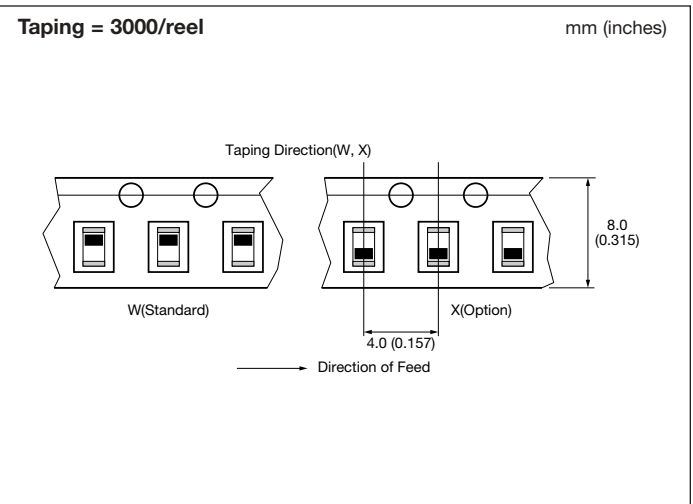 Taping = 3000/reel
mm (inches)
Taping Direction(W, X)
8.0
(0.315)
W(Standard)
X(Option)
4.0 (0.157)
Direction of Feed